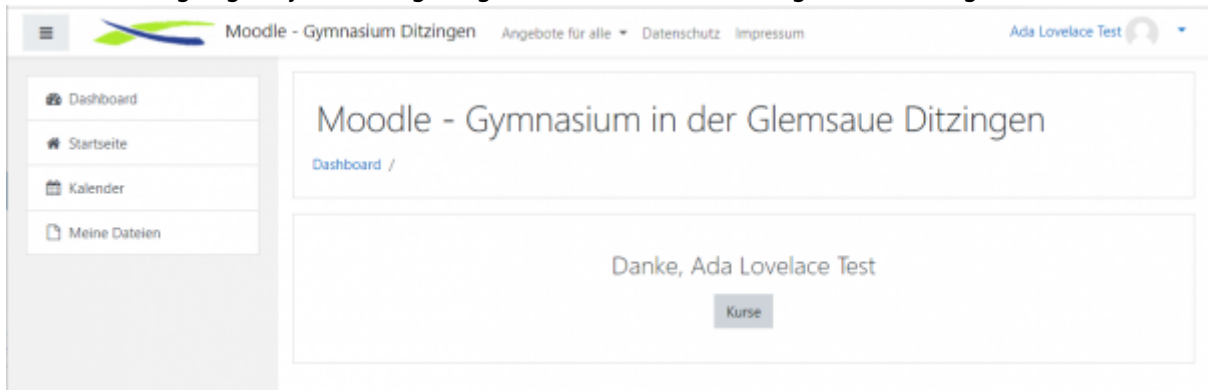 Moodle - Gymnasium Ditzingen Angebote für alle Datenschutz Impressum Ada Lovelace Test
Dashboard
Startseite
Kalender
Meine Dateien
Moodle - Gymnasium in der Glemsaue Ditzingen
Dashboard /
Danke, Ada Lovelace Test
Kurse